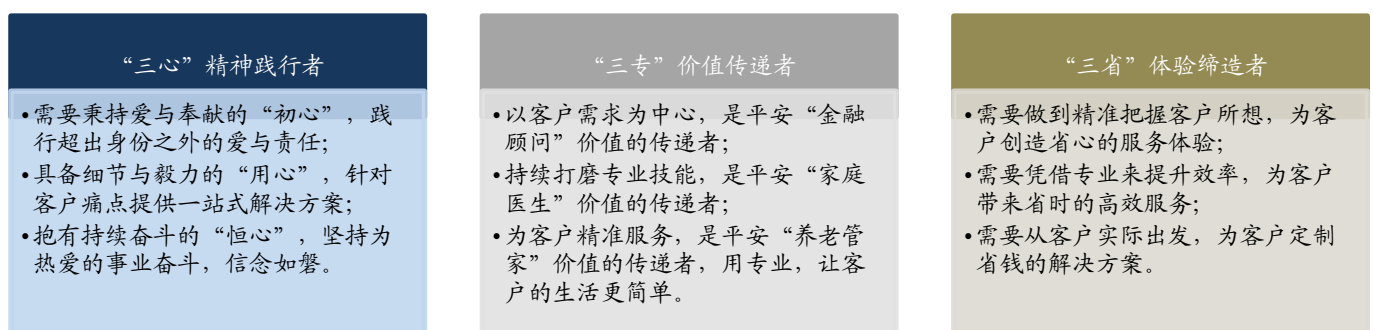 “三心”精神践行者
•需要秉持爱与奉献的“初心”，践
行超出身份之外的爱与责任;
•具备细节与毅力的“用心”，针对
客户痛点提供一站式解决方案;
•抱有持续奋斗的“恒心”，坚持为
热爱的事业奋斗，信念如磐。
“三专”价值传递者
•以客户需求为中心，是平安“金融
顾问”价值的传递者;
•持续打磨专业技能，是平安“家庭
医生”价值的传递者;
•为客户精准服务，是平安“养老管
家”价值的传递者，用专业，让客
户的生活更简单。
“三省”体验缔造者
•需要做到精准把握客户所想，为客
户创造省心的服务体验;
•需要凭借专业来提升效率，为客户
带来省时的高效服务;
•需要从客户实际出发，为客户定制
省钱的解决方案。